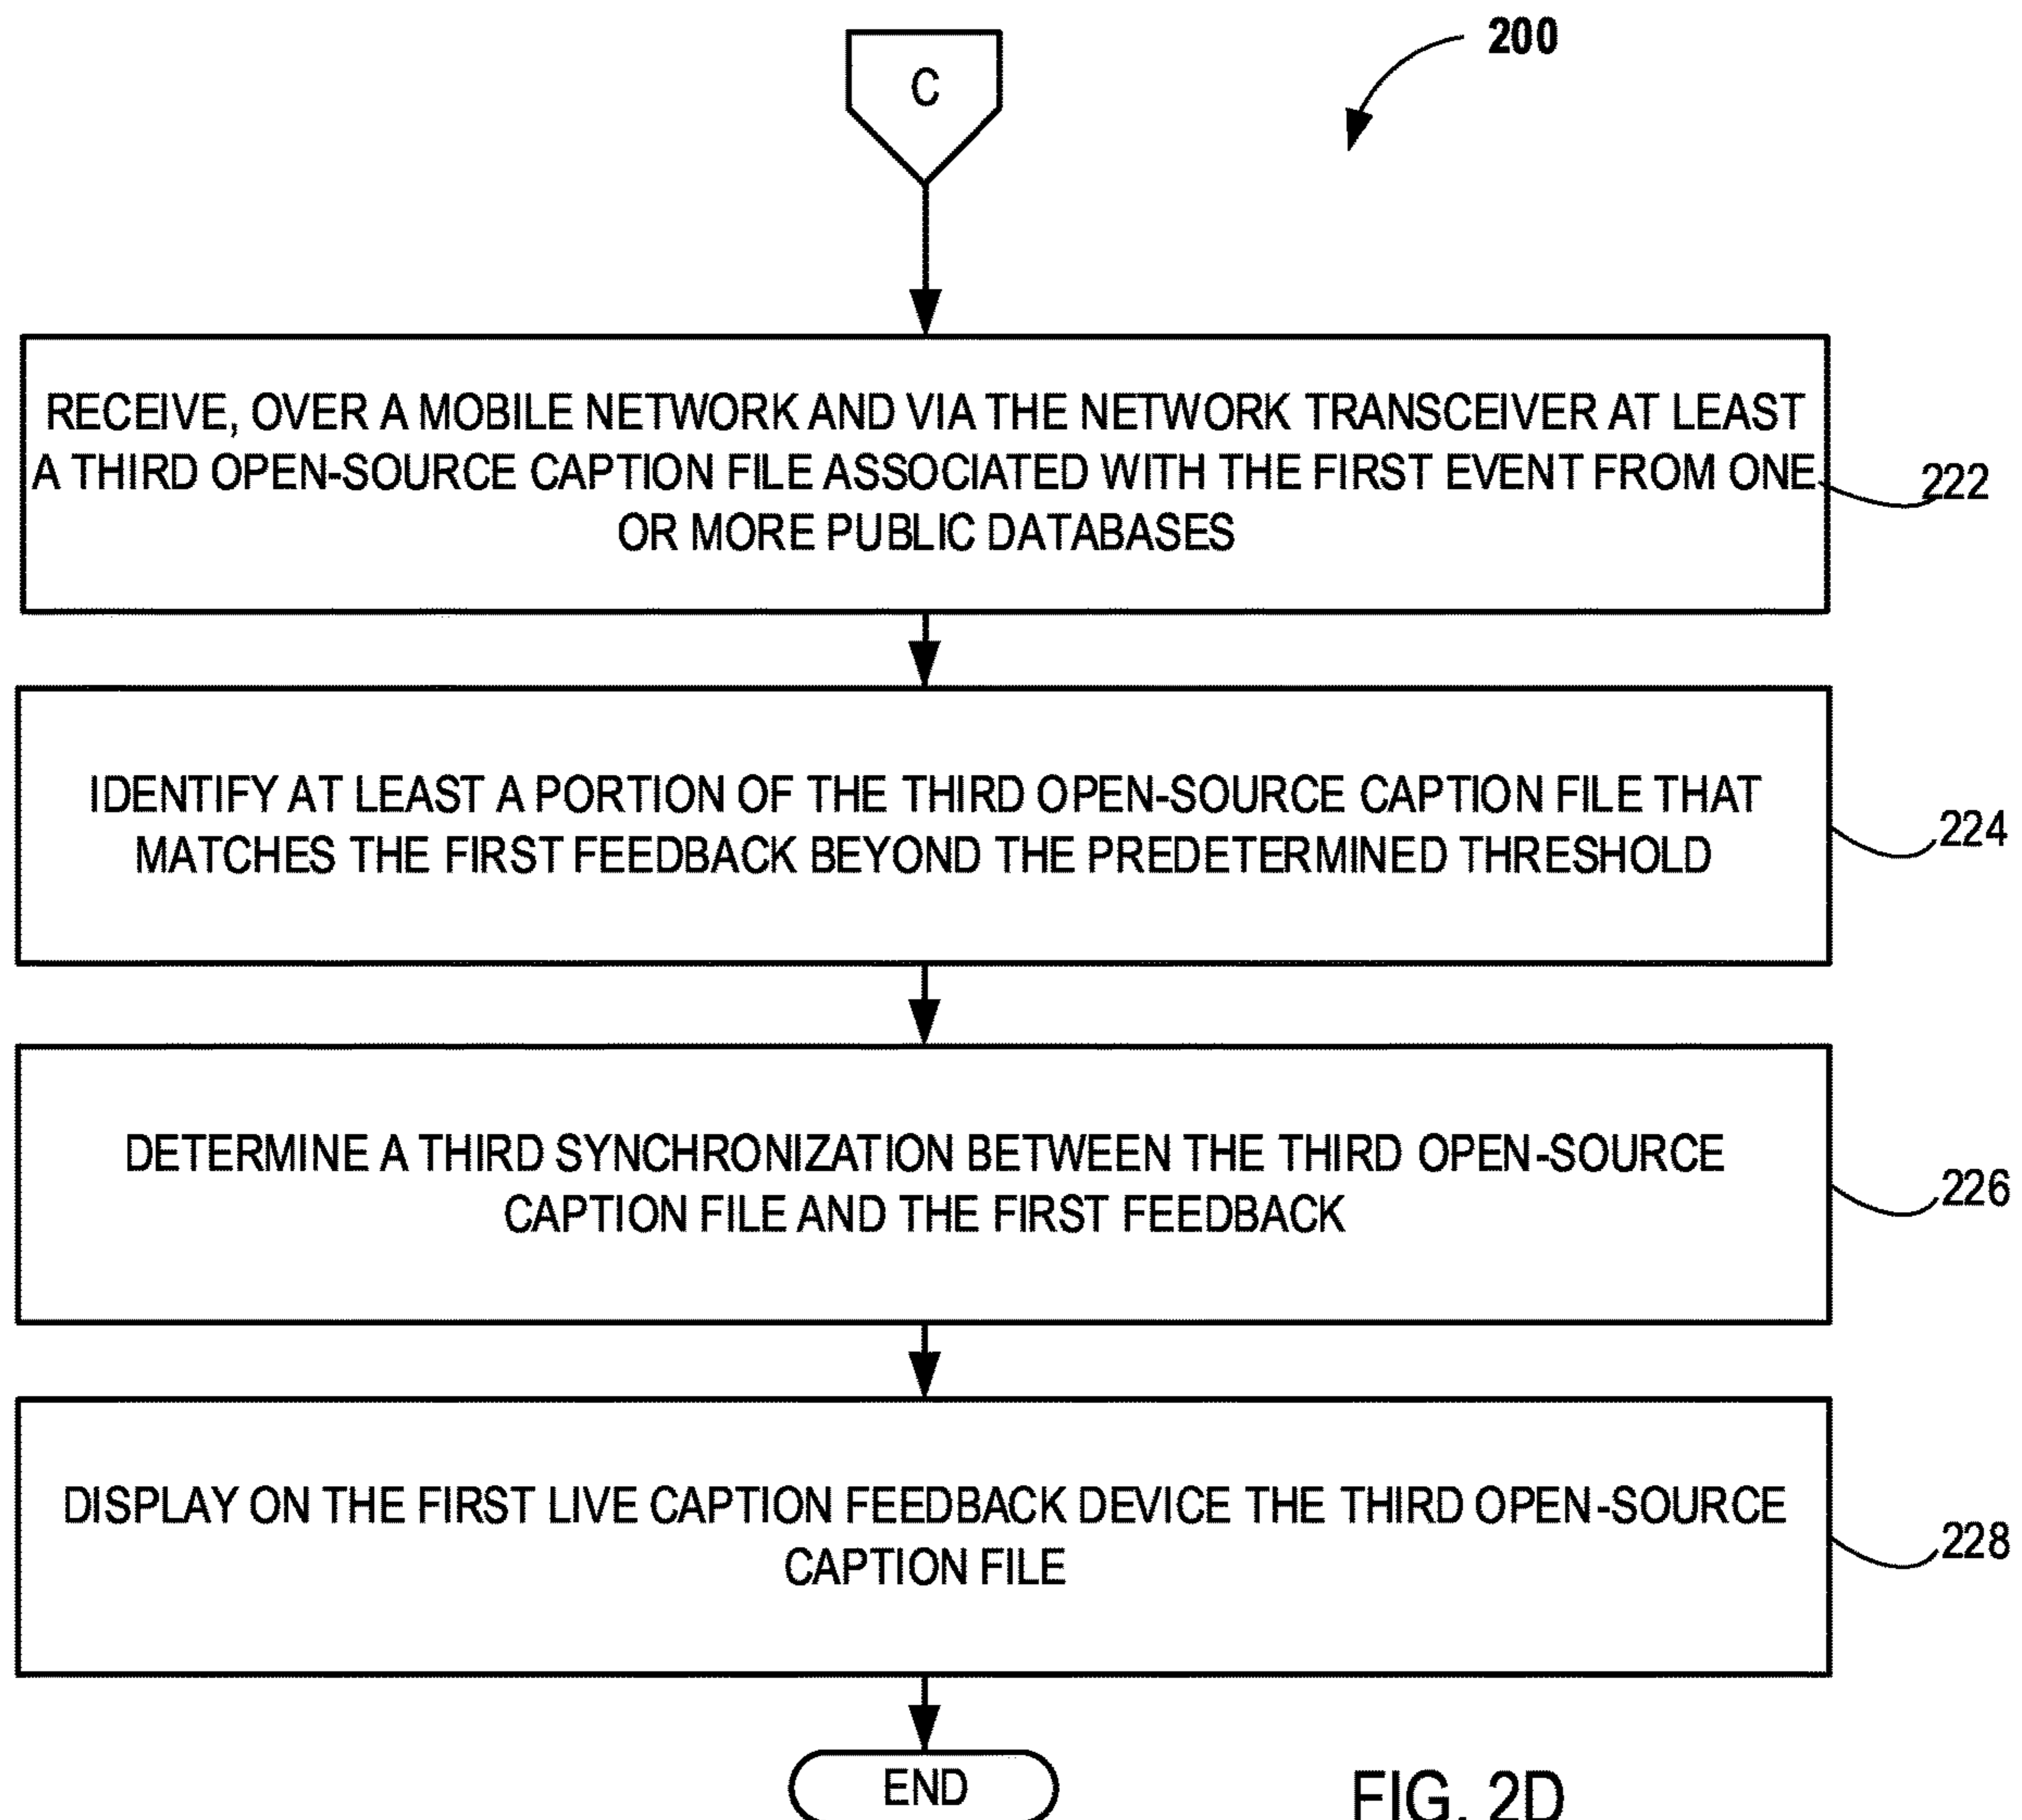 200
C
RECEIVE, OVER A MOBILE NETWORK AND VIA THE NETWORK TRANSCEIVER AT LEAST
A THIRD OPEN-SOURCE CAPTION FILE ASSOCIATED WITH THE FIRST EVENT FROM ONE
OR MORE PUBLIC DATABASES
222
IDENTIFY AT LEAST A PORTION OF THE THIRD OPEN-SOURCE CAPTION FILE THAT
MATCHES THE FIRST FEEDBACK BEYOND THE PREDETERMINED THRESHOLD
224
DETERMINE A THIRD SYNCHRONIZATION BETWEEN THE THIRD OPEN-SOURCE
CAPTION FILE AND THE FIRST FEEDBACK
226
DISPLAY ON THE FIRST LIVE CAPTION FEEDBACK DEVICE THE THIRD OPEN-SOURCE
CAPTION FILE
228
END
FIG. 2D